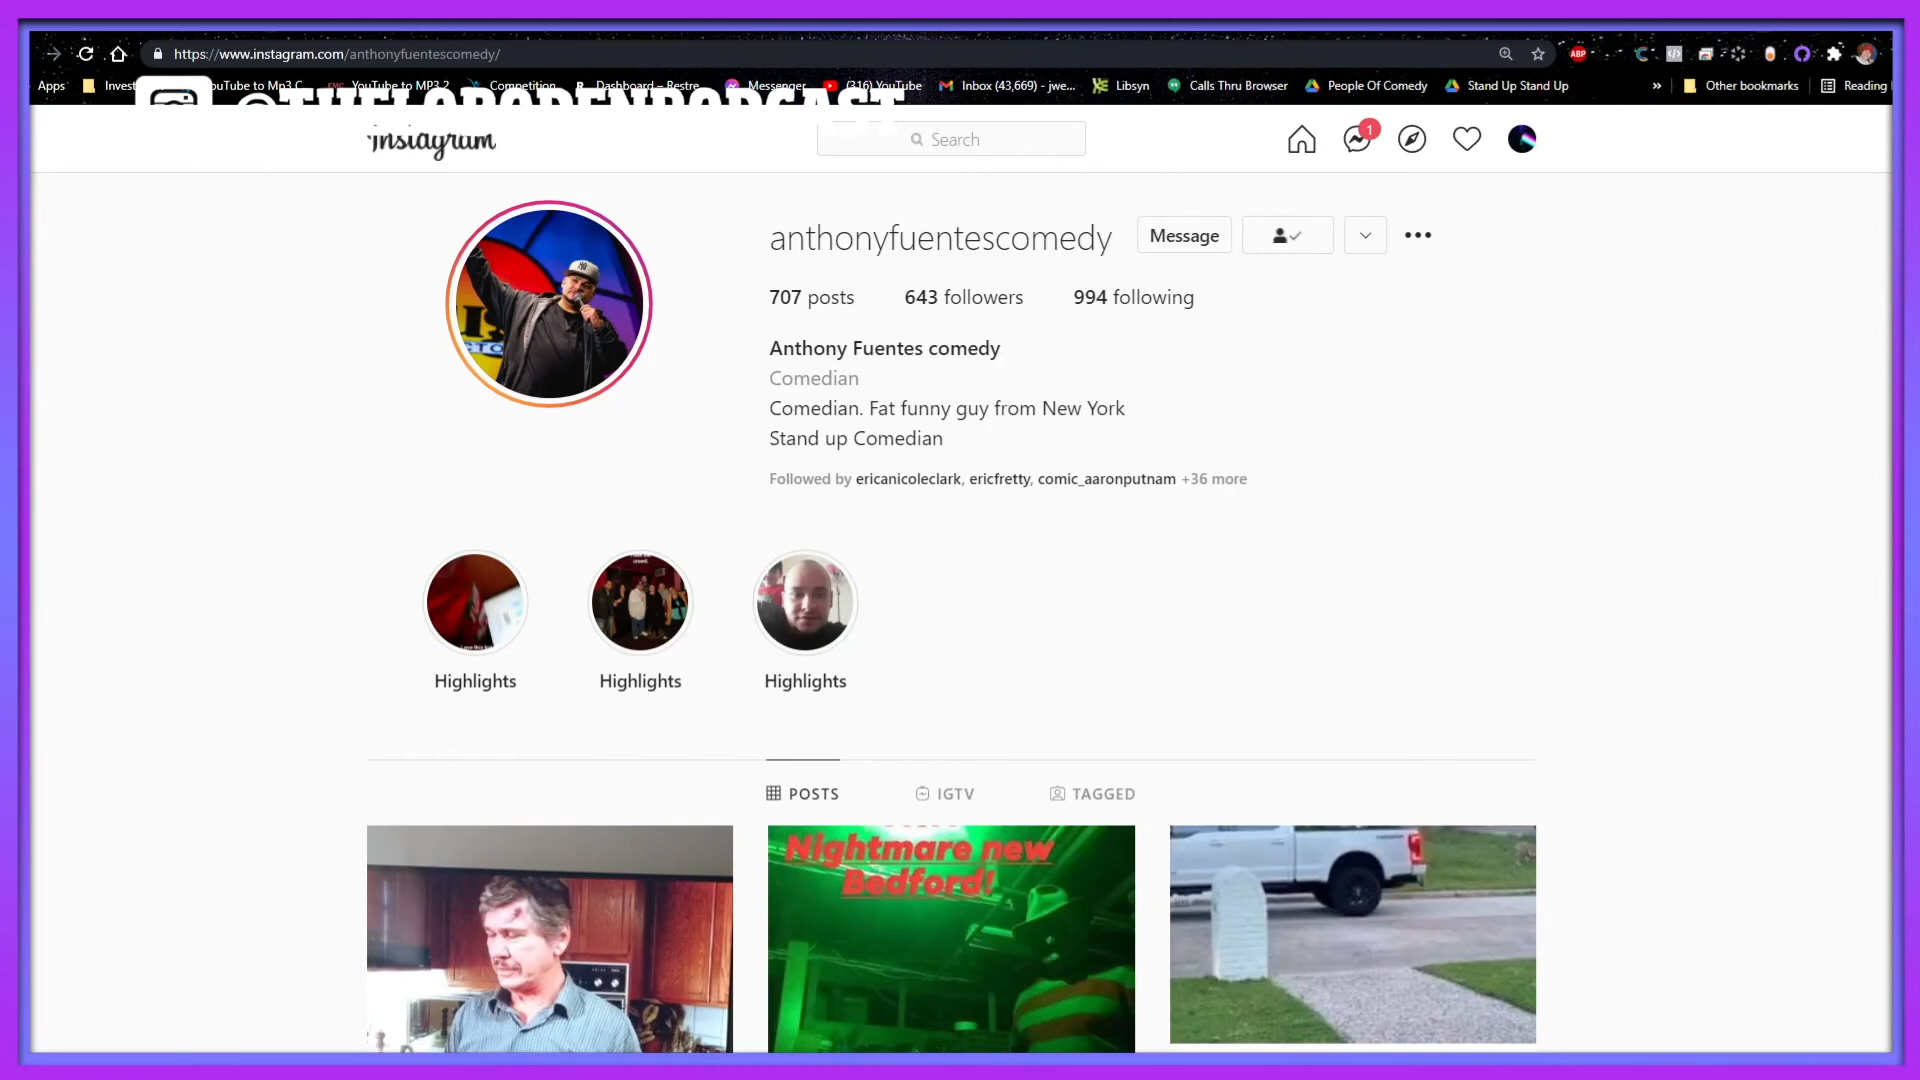 https://www.instagram.com/anthonyfuentescomedy/
ABP
Apps
Invest
YouTube to Mp3 C...
YouTube to MP3 2
Competition
Dashboard – Restre...
Messenger
(316) YouTube
Inbox (43,669) - jwe...
Libsyn
Calls Thru Browser
People Of Comedy
Stand Up Stand Up
»
Other bookmarks
Reading
@THELOBODENPODCAST
Instagram
Search
1
anthonyfuentescomedy
Message
707 posts
643 followers
994 following
Anthony Fuentes comedy
Comedian
Comedian. Fat funny guy from New York
Stand up Comedian
Followed by ericanicoleclark, ericfretty, comic_aaronputnam +36 more
Highlights
Highlights
Highlights
POSTS
IGTV
TAGGED
Nightmare new
Bedford!